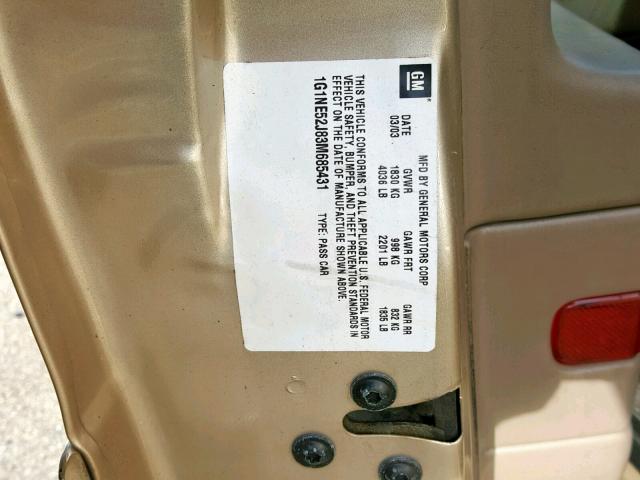 GM
MFD BY GENERAL MOTORS CORP
DATE GVWR GAWR FRT GAWR RR
03/03 1830 KG 998 KG 832 KG
4036 LB 2201 LB 1835 LB
THIS VEHICLE CONFORMS TO ALL APPLICABLE U.S. FEDERAL MOTOR
VEHICLE SAFETY, BUMPER, AND THEFT PREVENTION STANDARDS IN
EFFECT ON THE DATE OF MANUFACTURE SHOWN ABOVE.
1G1NE52J83M685431 TYPE: PASS CAR